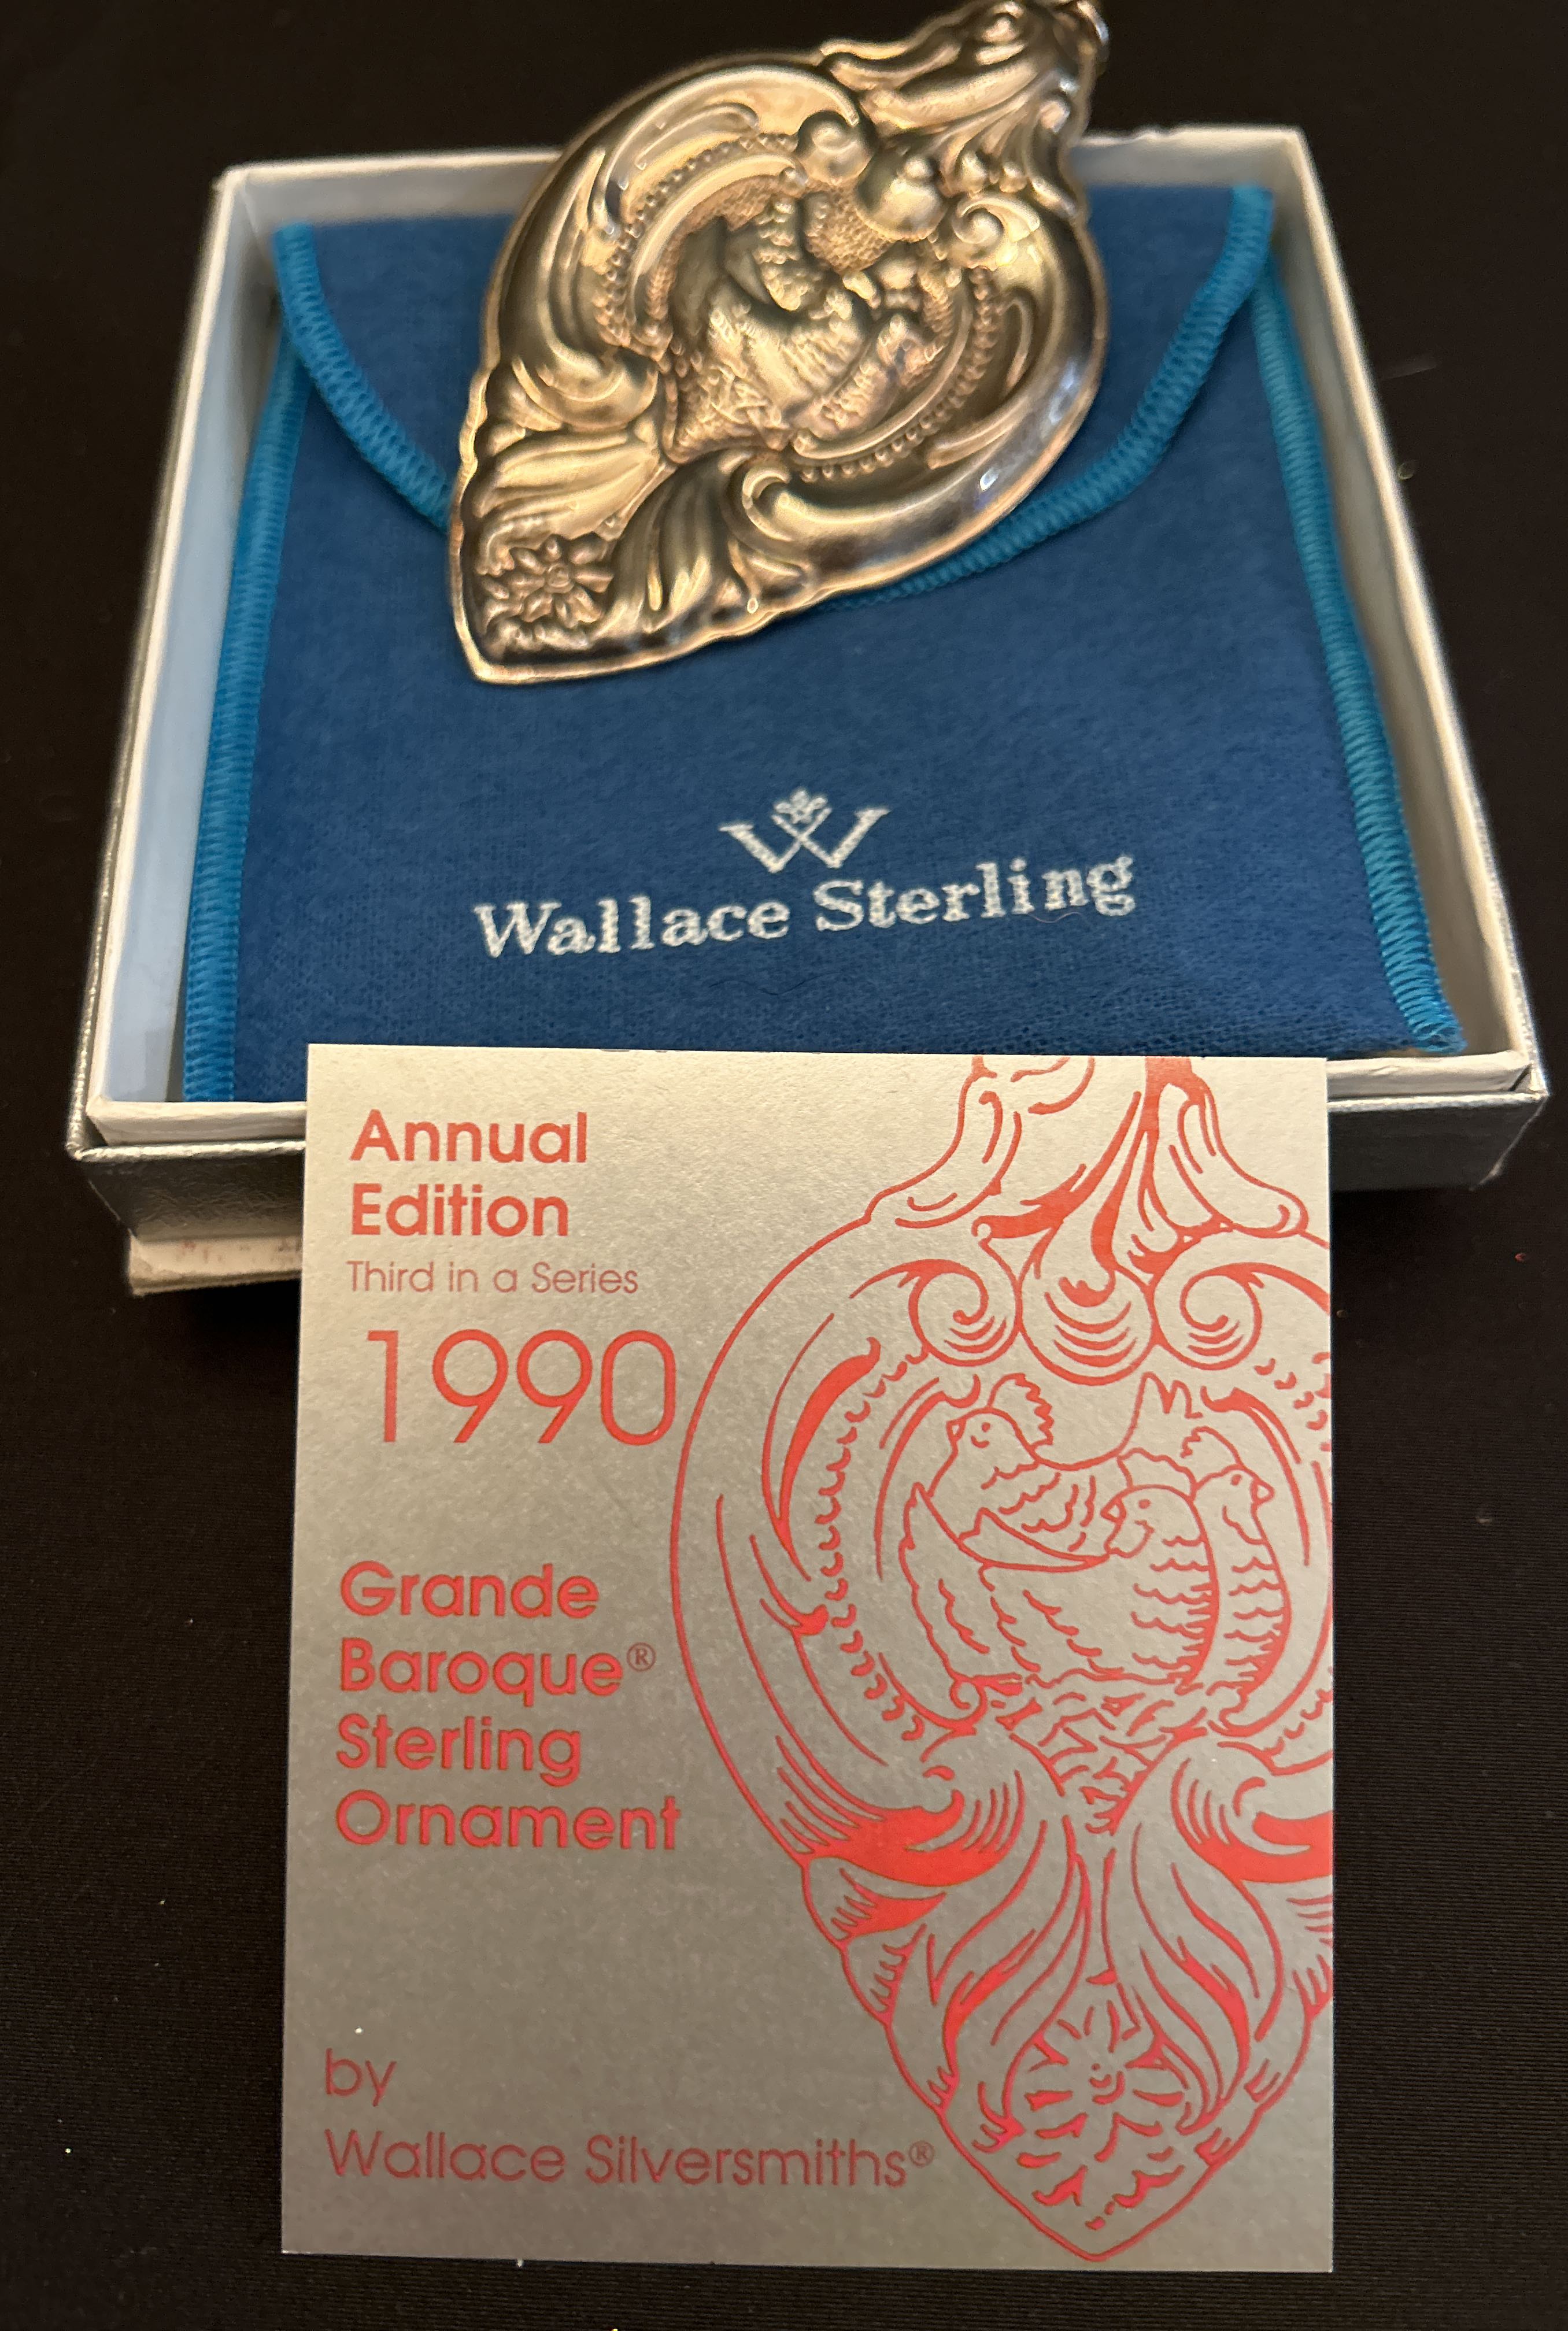 W
Wallace Sterling
Annual
Edition
Third in a Series
1990
Grande
Baroque®
Sterling
Ornament
by
Wallace Silversmiths®